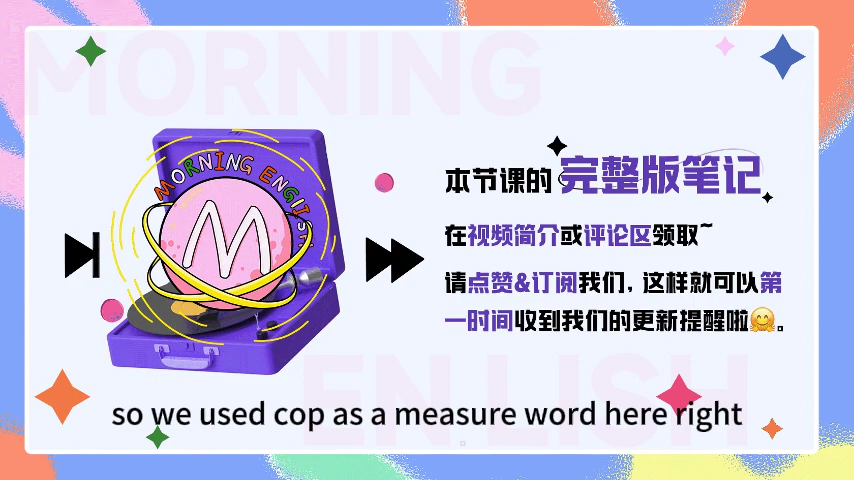 MORNING
MORNING ENGLISH
M
本节课的 完整版笔记
在视频简介或评论区领取~
请点赞&订阅我们，这样就可以第
一时间收到我们的更新提醒啦🤗。
EN LISH
so we used cop as a measure word here right